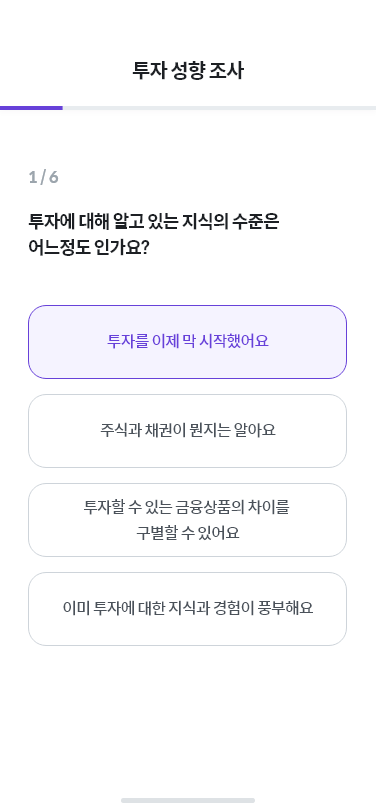 투자 성향 조사
1 / 6
투자에 대해 알고 있는 지식의 수준은
어느정도 인가요?
투자를 이제 막 시작했어요
주식과 채권이 뭔지는 알아요
투자할 수 있는 금융상품의 차이를
구별할 수 있어요
이미 투자에 대한 지식과 경험이 풍부해요